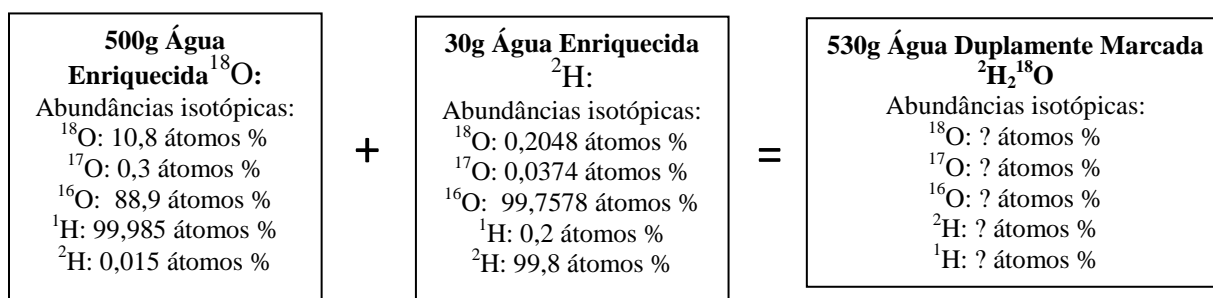 500g Água
Enriquecida¹⁸O:
Abundâncias isotópicas:
¹⁸O: 10,8 átomos %
¹⁷O: 0,3 átomos %
¹⁶O: 88,9 átomos %
¹H: 99,985 átomos %
²H: 0,015 átomos %
+
30g Água Enriquecida
²H:
Abundâncias isotópicas:
¹⁸O: 0,2048 átomos %
¹⁷O: 0,0374 átomos %
¹⁶O: 99,7578 átomos %
¹H: 0,2 átomos %
²H: 99,8 átomos %
=
530g Água Duplamente Marcada
²H₂¹⁸O
Abundâncias isotópicas:
¹⁸O: ? átomos %
¹⁷O: ? átomos %
¹⁶O: ? átomos %
²H: ? átomos %
¹H: ? átomos %